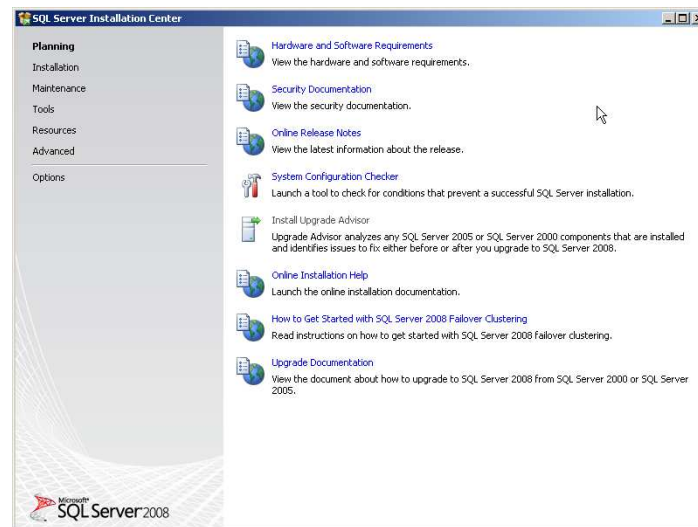 SQL Server Installation Center
Planning
Installation
Maintenance
Tools
Resources
Advanced
Options
Hardware and Software Requirements
View the hardware and software requirements.
Security Documentation
View the security documentation.
Online Release Notes
View the latest information about the release.
System Configuration Checker
Launch a tool to check for conditions that prevent a successful SQL Server installation.
Install Upgrade Advisor
Upgrade Advisor analyzes any SQL Server 2005 or SQL Server 2000 components that are installed
and identifies issues to fix either before or after you upgrade to SQL Server 2008.
Online Installation Help
Launch the online installation documentation.
How to Get Started with SQL Server 2008 Failover Clustering
Read instructions on how to get started with SQL Server 2008 failover clustering.
Upgrade Documentation
View the document about how to upgrade to SQL Server 2008 from SQL Server 2000 or SQL Server
2005.
Microsoft®
SQL Server 2008